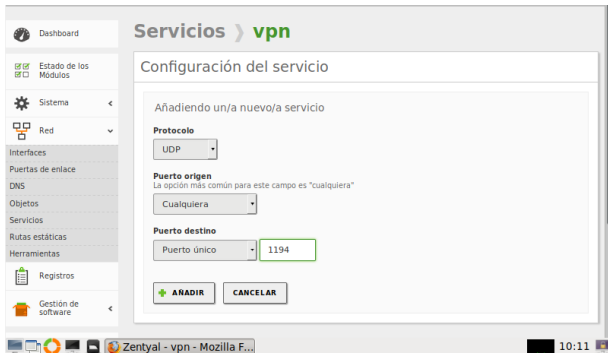 Dashboard
Estado de los
Módulos
Sistema
Red
Interfaces
Puertas de enlace
DNS
Objetos
Servicios
Rutas estáticas
Herramientas
Registros
Gestión de
software
Servicios vpn
Configuración del servicio
Añadiendo un/a nuevo/a servicio
Protocolo
UDP
Puerto origen
La opción más común para este campo es "cualquiera"
Cualquiera
Puerto destino
Puerto único 1194
AÑADIR CANCELAR
Zentyal - vpn - Mozilla F... 10:11